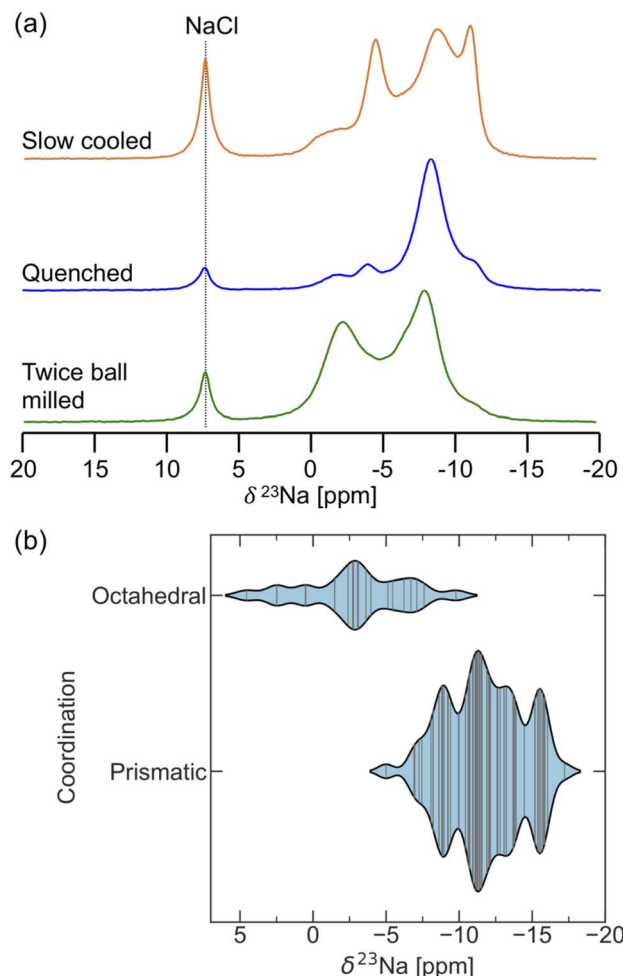 (a)
NaCl
Slow cooled
Quenched
Twice ball
milled
20 15 10 5 0 -5 -10 -15 -20
δ ²³Na [ppm]
(b)
Octahedral
Prismatic
Coordination
5 0 −5 −10 −15 −20
δ²³Na [ppm]